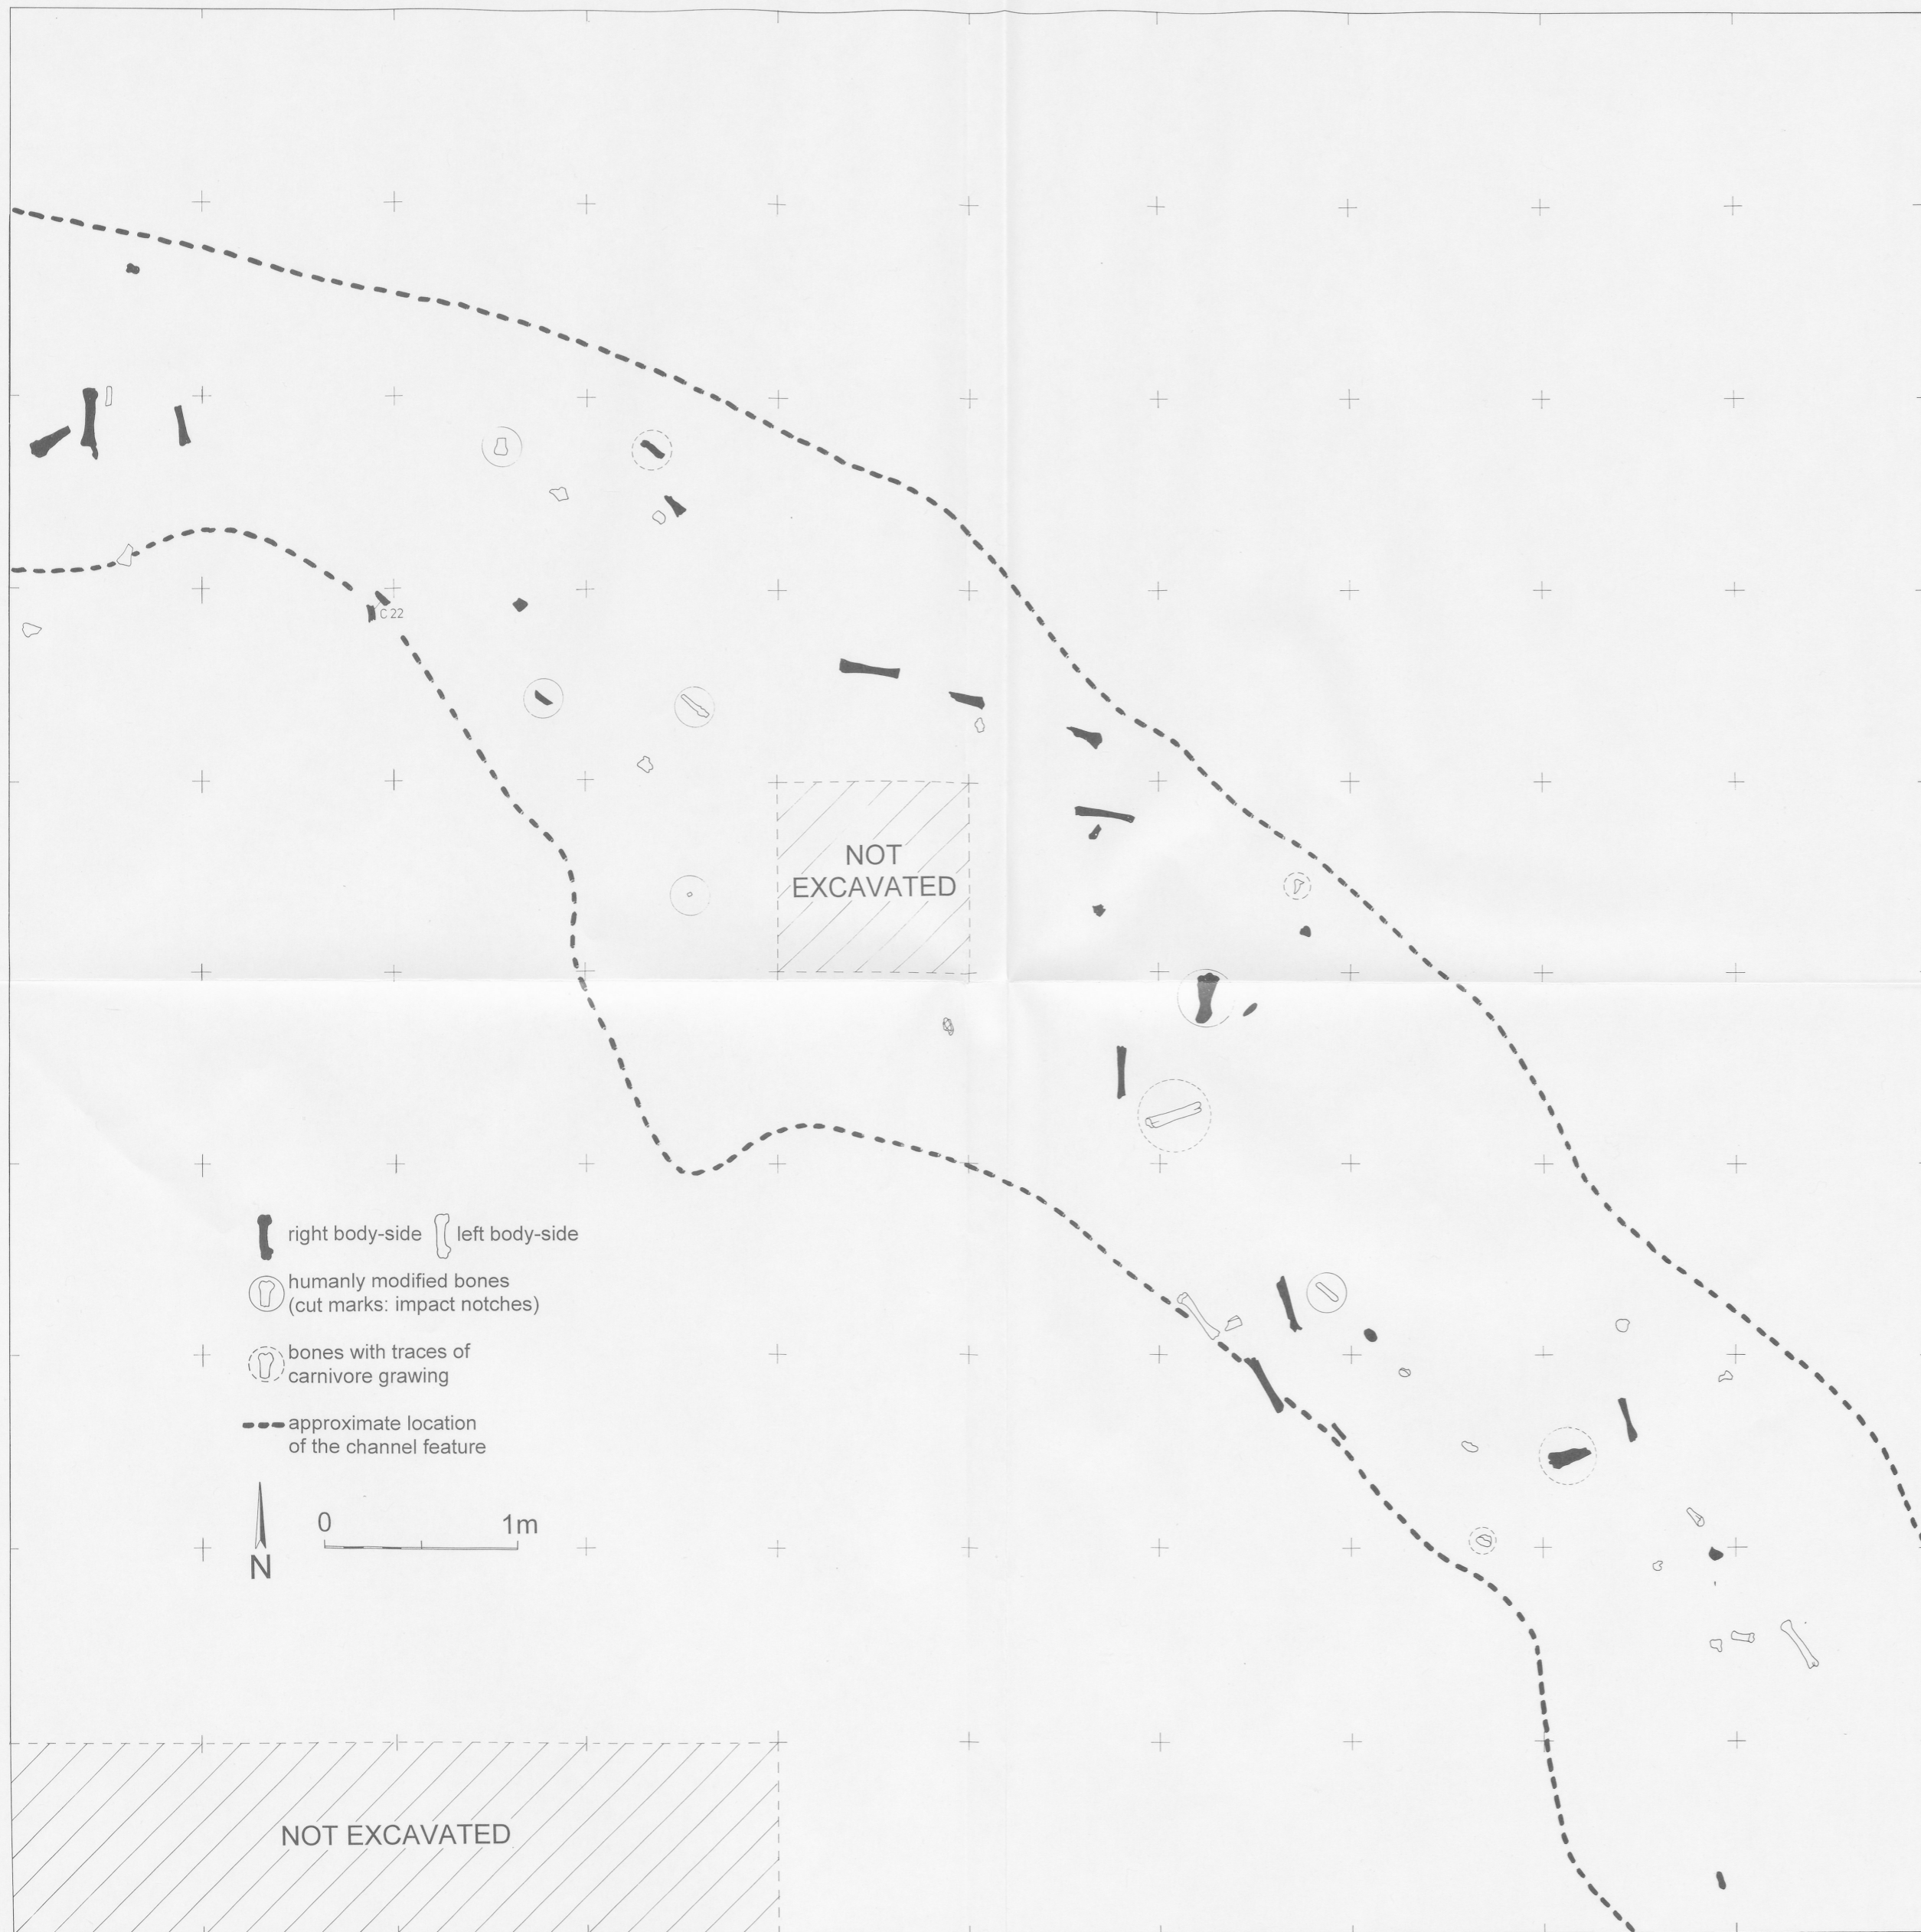 C 22
NOT
EXCAVATED
right body-side left body-side
humanly modified bones
(cut marks: impact notches)
bones with traces of
carnivore grawing
approximate location
of the channel feature
0 1m
N
NOT EXCAVATED